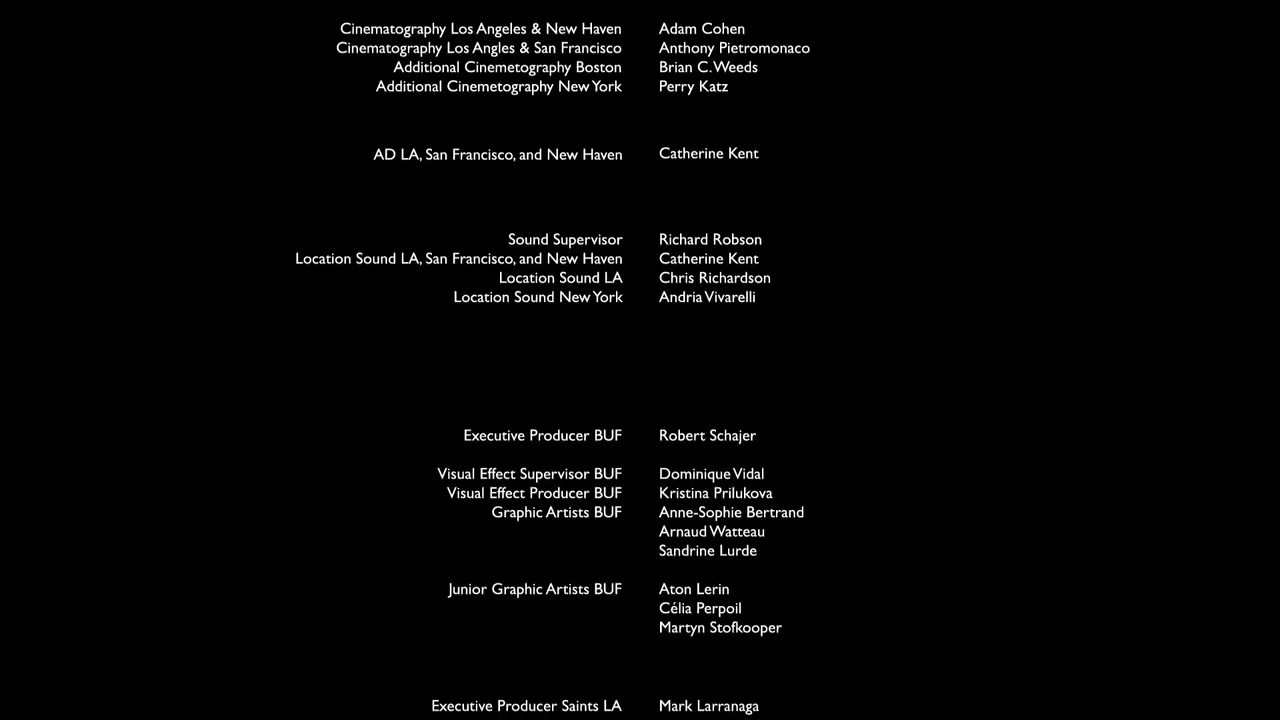 Cinematography Los Angeles & New Haven Adam Cohen
Cinematography Los Angles & San Francisco Anthony Pietromonaco
Additional Cinemetography Boston Brian C. Weeds
Additional Cinemetography New York Perry Katz
AD LA, San Francisco, and New Haven Catherine Kent
Sound Supervisor Richard Robson
Location Sound LA, San Francisco, and New Haven Catherine Kent
Location Sound LA Chris Richardson
Location Sound New York Andria Vivarelli
Executive Producer BUF Robert Schajer
Visual Effect Supervisor BUF Dominique Vidal
Visual Effect Producer BUF Kristina Prilukova
Graphic Artists BUF Anne-Sophie Bertrand
Arnaud Watteau
Sandrine Lurde
Junior Graphic Artists BUF Aton Lerin
Célia Perpoil
Martyn Stofkooper
Executive Producer Saints LA Mark Larranaga